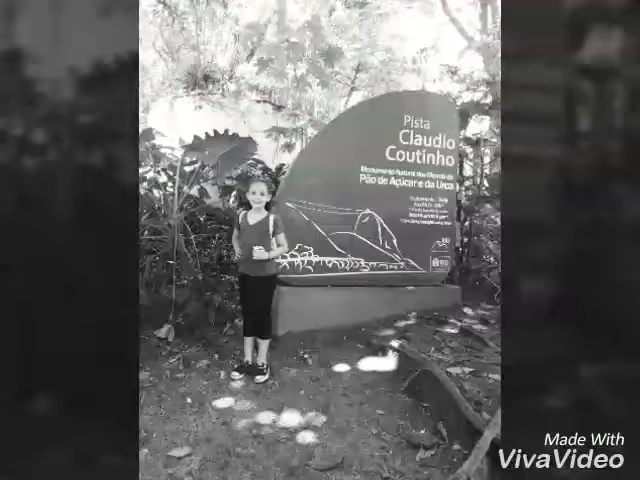 Pista
Claudio
Coutinho
Monumento Natural dos Morros do
Pão de Açúcar e da Urca
Made With
VivaVideo